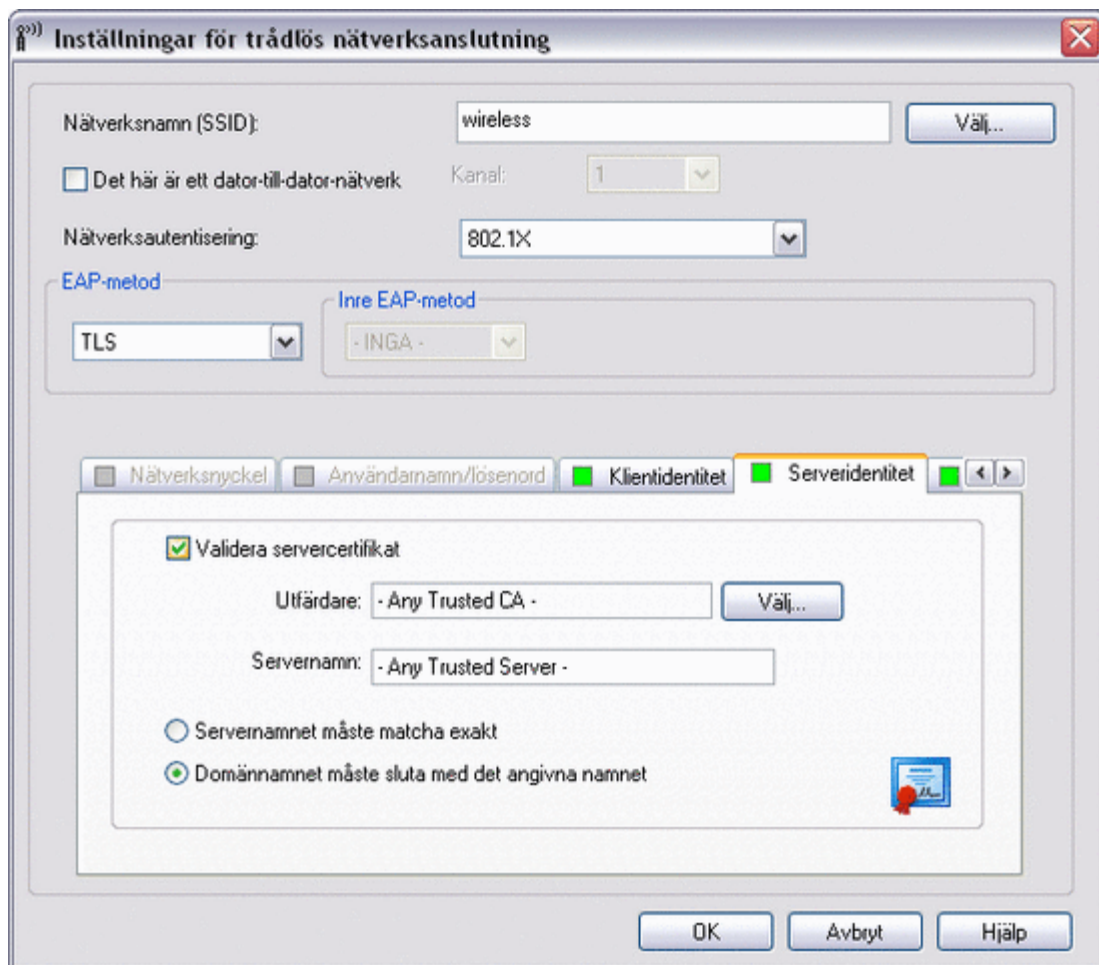 Inställningar för trådlös nätverksanslutning
Nätverksnamn (SSID): wireless Välj...
Det här är ett dator-till-dator-nätverk Kanal: 1
Nätverksautentisering: 802.1X
EAP-metod
Inre EAP-metod
TLS - INGA -
Nätverksnyckel Användarnamn/lösenord Klientidentitet Serveridentitet
Validera servercertifikat
Utfärdare: - Any Trusted CA - Välj...
Servernamn: - Any Trusted Server -
Servernamnet måste matcha exakt
Domännamnet måste sluta med det angivna namnet
OK Avbryt Hjälp